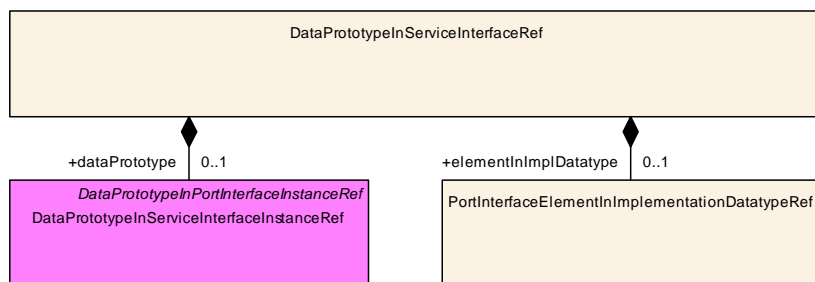 DataPrototypeInServiceInterfaceRef
+dataPrototype 0..1
+elementInImplDatatype 0..1
DataPrototypeInPortInterfaceInstanceRef
DataPrototypeInServiceInterfaceInstanceRef
PortInterfaceElementInImplementationDatatypeRef